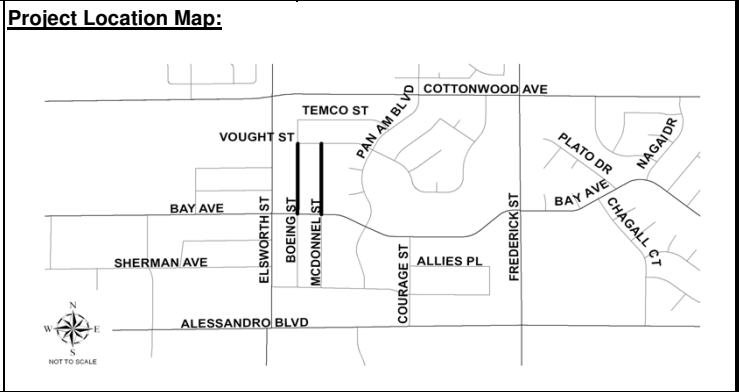 Project Location Map:
COTTONWOOD AVE
TEMCO ST
PAN AM BLVD
VOUGHT ST
PLATO DR
NAGAI DR
BAY AVE
BAY AVE
ELSWORTH ST
BOEING ST
MCDONNEL ST
FREDERICK ST
CHAGALL CT
SHERMAN AVE
COURAGE ST
ALLIES PL
ALESSANDRO BLVD
N
W E
S
NOT TO SCALE